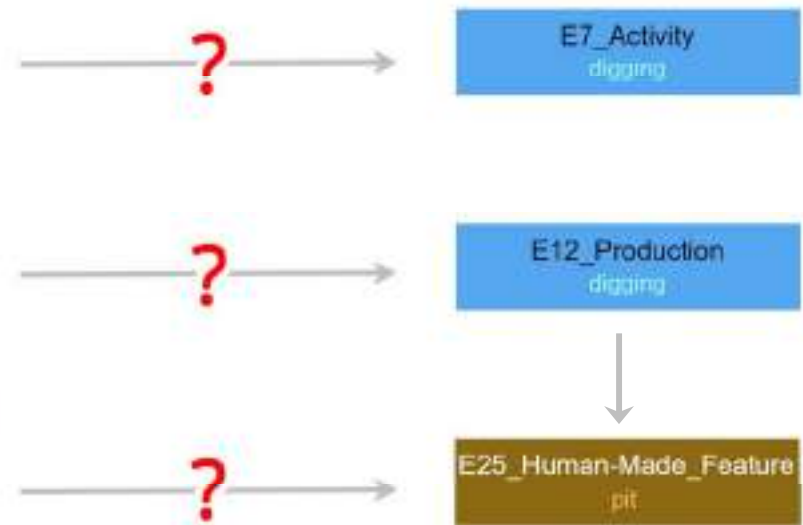 ?
E7_Activity
digging
?
E12_Production
digging
?
E25_Human-Made_Feature
pit